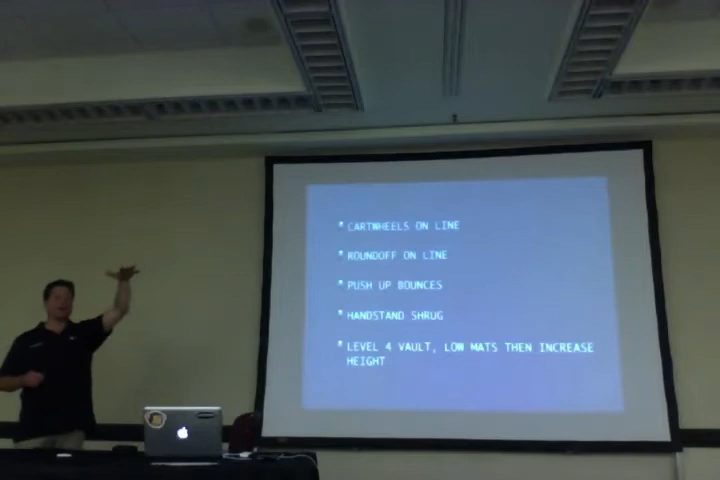 CARTWHEELS ON LINE
ROUNDOFF ON LINE
PUSH UP BOUNCES
HANDSTAND SHRUG
LEVEL 4 VAULT, LOW MATS THEN INCREASE
HEIGHT